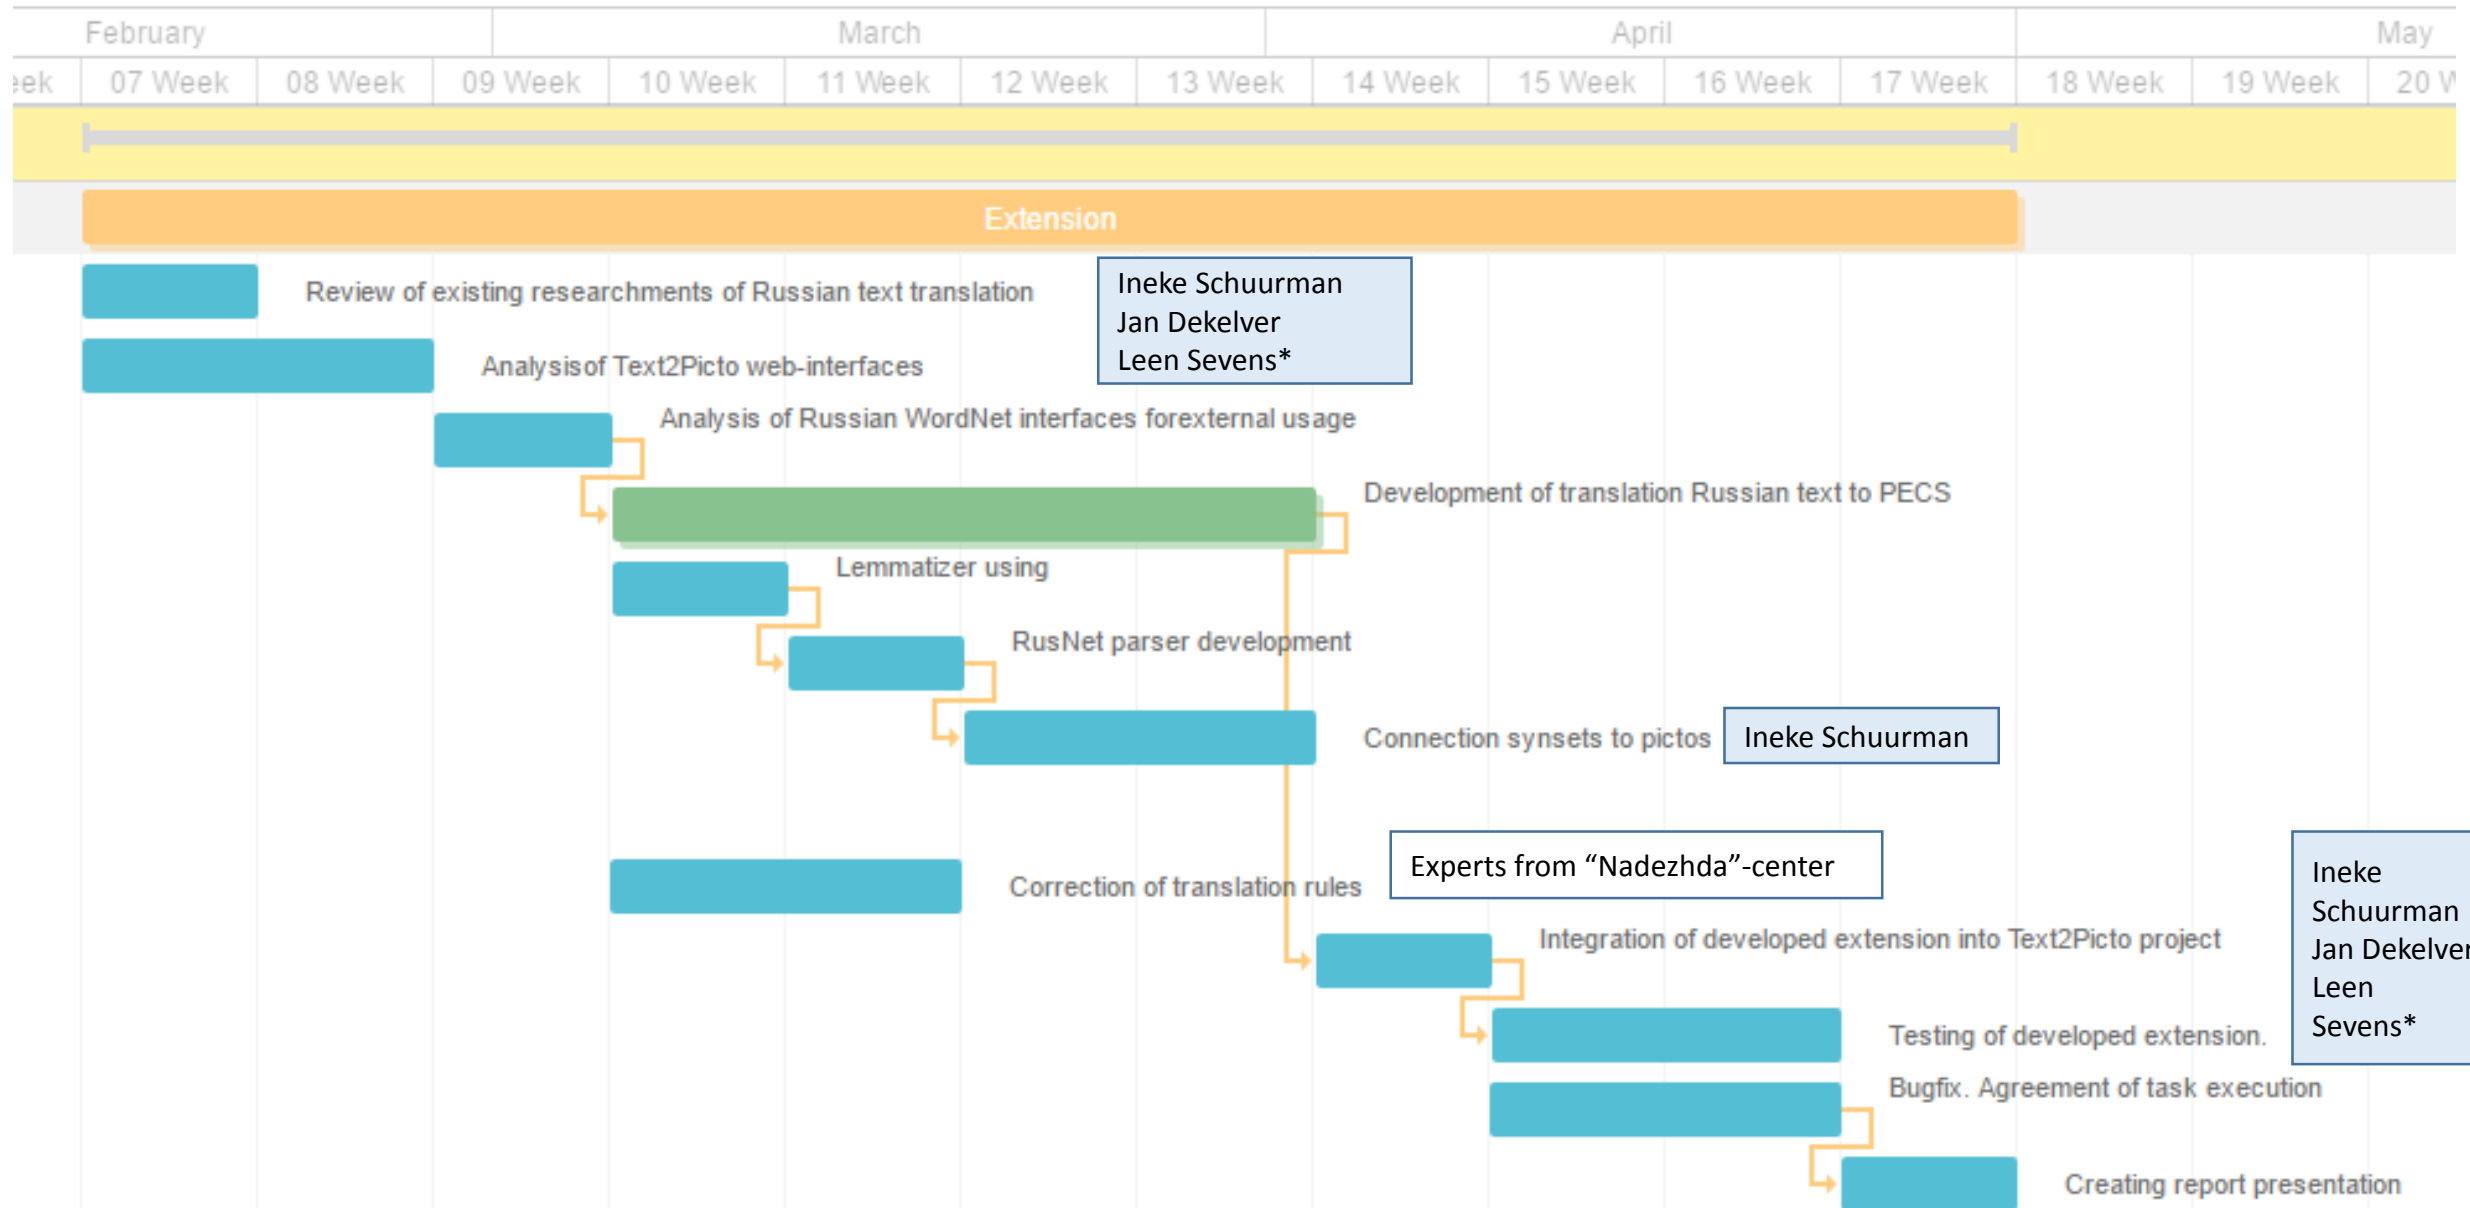 February March April May
eek 07 Week 08 Week 09 Week 10 Week 11 Week 12 Week 13 Week 14 Week 15 Week 16 Week 17 Week 18 Week 19 Week 20 W
Extension
Review of existing researchments of Russian text translation
Ineke Schuurman
Jan Dekelver
Leen Sevens*
Analysisof Text2Picto web-interfaces
Analysis of Russian WordNet interfaces forexternal usage
Development of translation Russian text to PECS
Lemmatizer using
RusNet parser development
Connection synsets to pictos
Ineke Schuurman
Correction of translation rules
Experts from “Nadezhda”-center
Ineke
Schuurman
Jan Dekelver
Leen
Sevens*
Integration of developed extension into Text2Picto project
Testing of developed extension.
Bugfix. Agreement of task execution
Creating report presentation